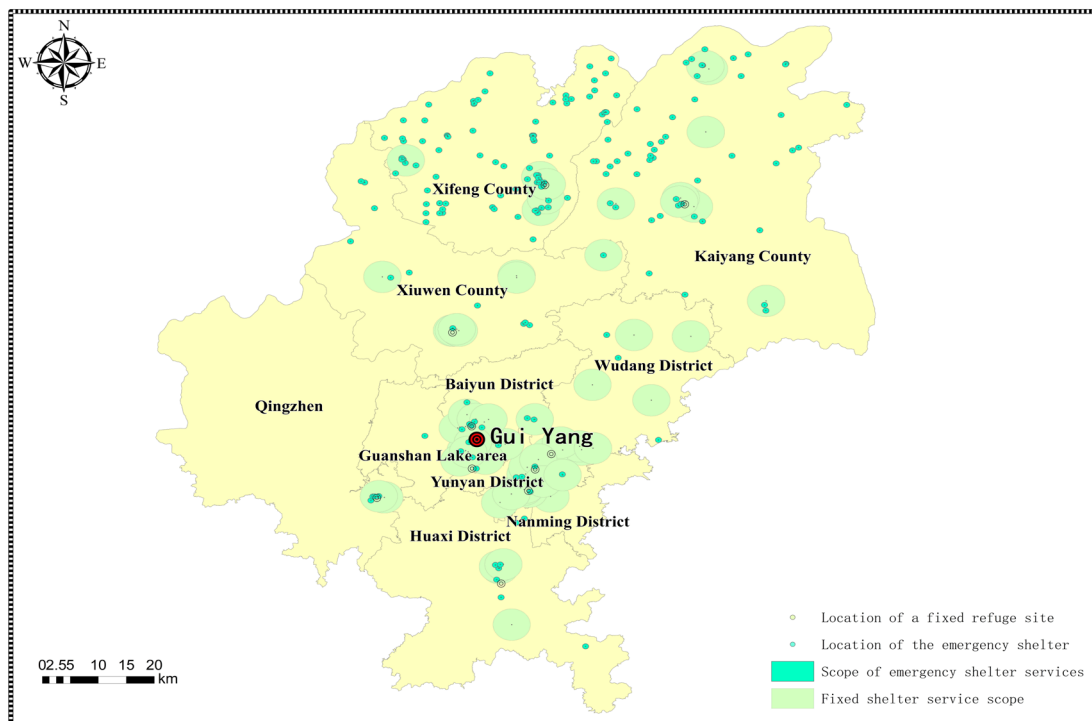 N
W E
S
Xifeng County
Kaiyang County
Xiuwen County
Wudang District
Baiyun District
Qingzhen
Gui Yang
Guanshan Lake area
Yunyan District
Nanming District
Huaxi District
Location of a fixed refuge site
Location of the emergency shelter
Scope of emergency shelter services
Fixed shelter service scope
02.55 10 15 20
km